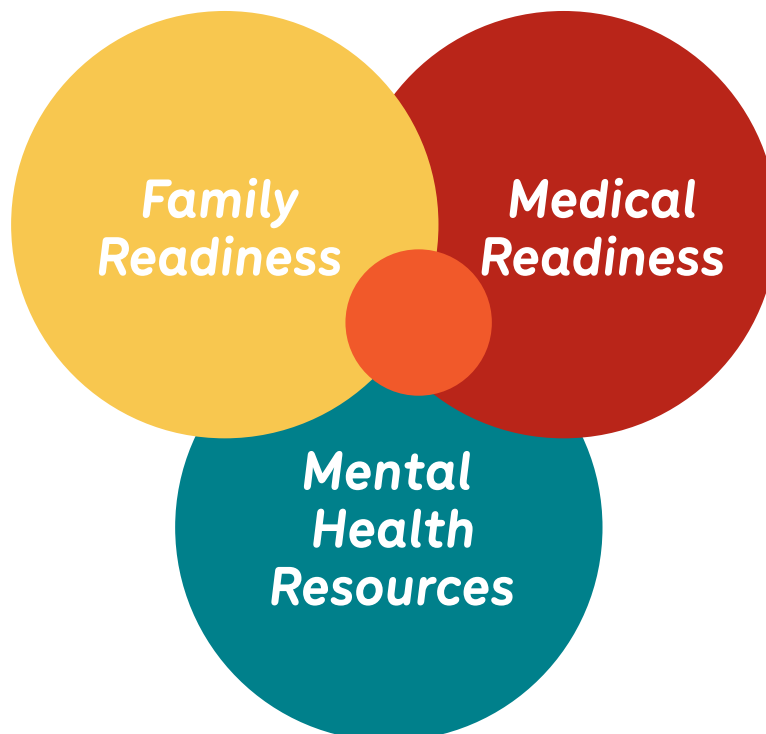 Family
Readiness
Medical
Readiness
Mental
Health
Resources